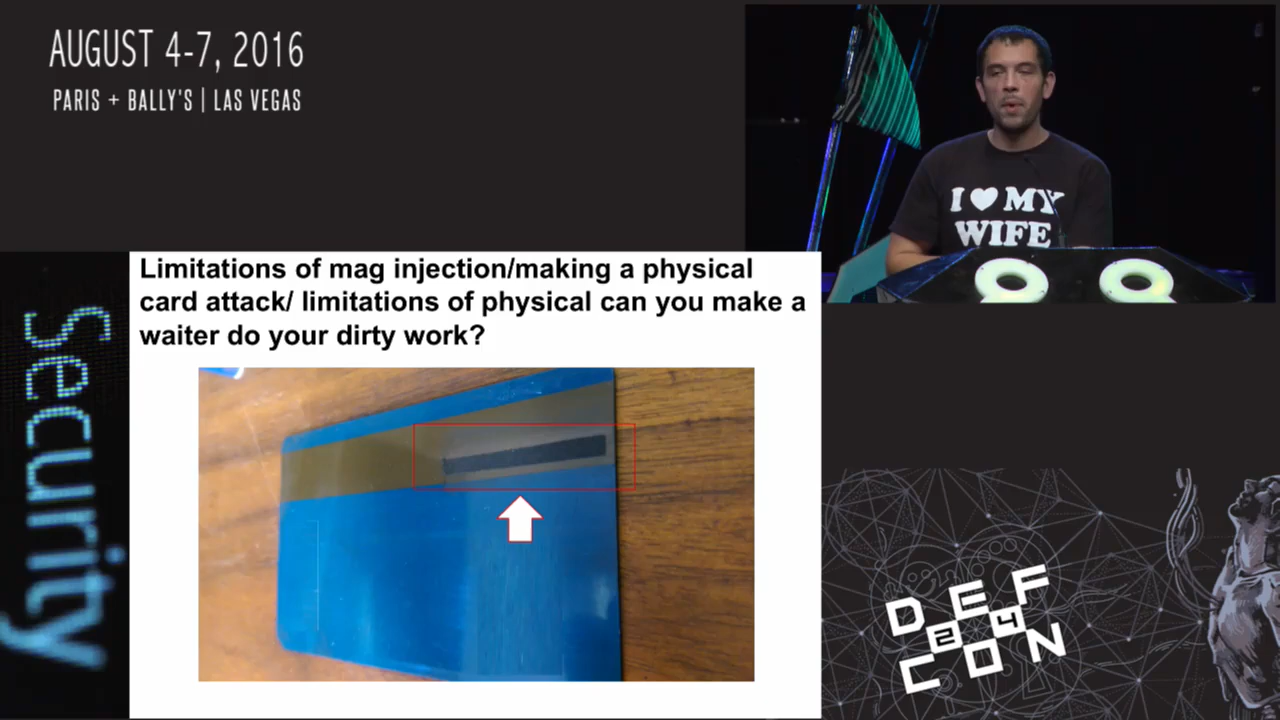 AUGUST 4-7, 2016
PARIS + BALLY'S | LAS VEGAS
I ♥ MY
WIFE
Limitations of mag injection/making a physical
card attack/ limitations of physical can you make a
waiter do your dirty work?
Security
DEF
24
CON